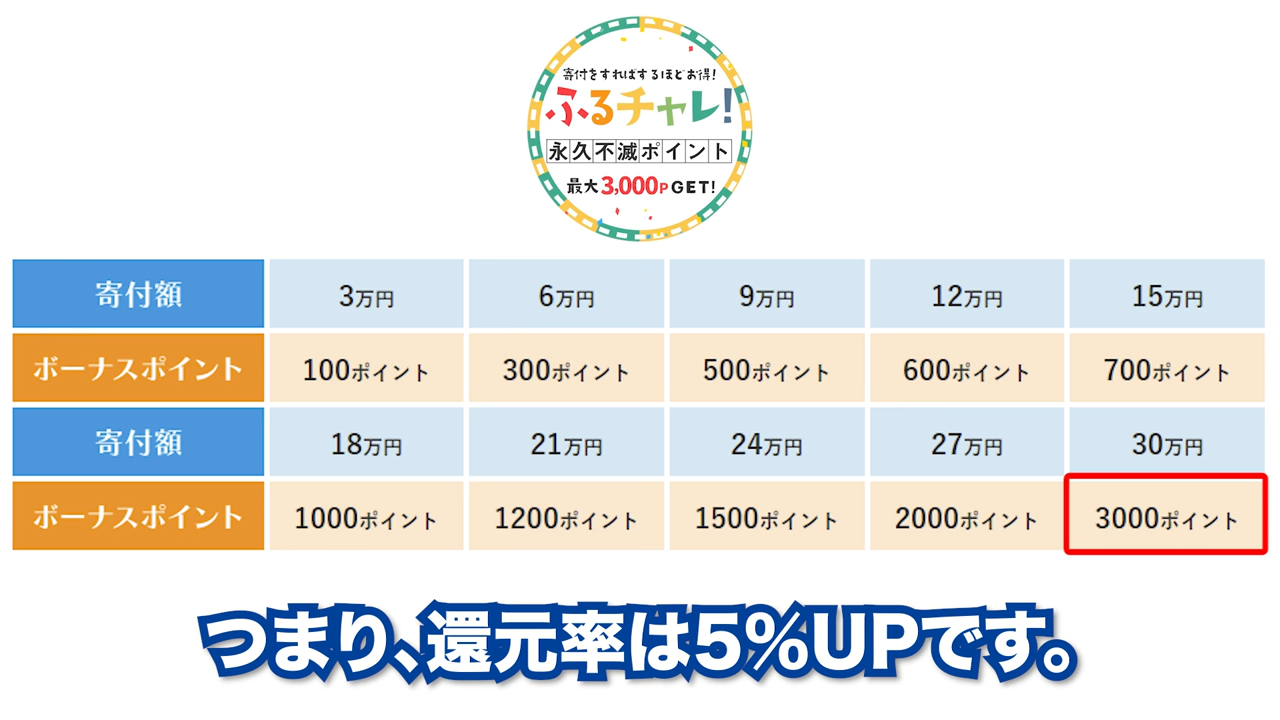 寄付をすればするほどお得!
ふるチャレ!
永久不滅ポイント
最大3,000P GET!
寄付額 3万円 6万円 9万円 12万円 15万円
ボーナスポイント 100ポイント 300ポイント 500ポイント 600ポイント 700ポイント
寄付額 18万円 21万円 24万円 27万円 30万円
ボーナスポイント 1000ポイント 1200ポイント 1500ポイント 2000ポイント 3000ポイント
つまり、還元率は5%UPです。